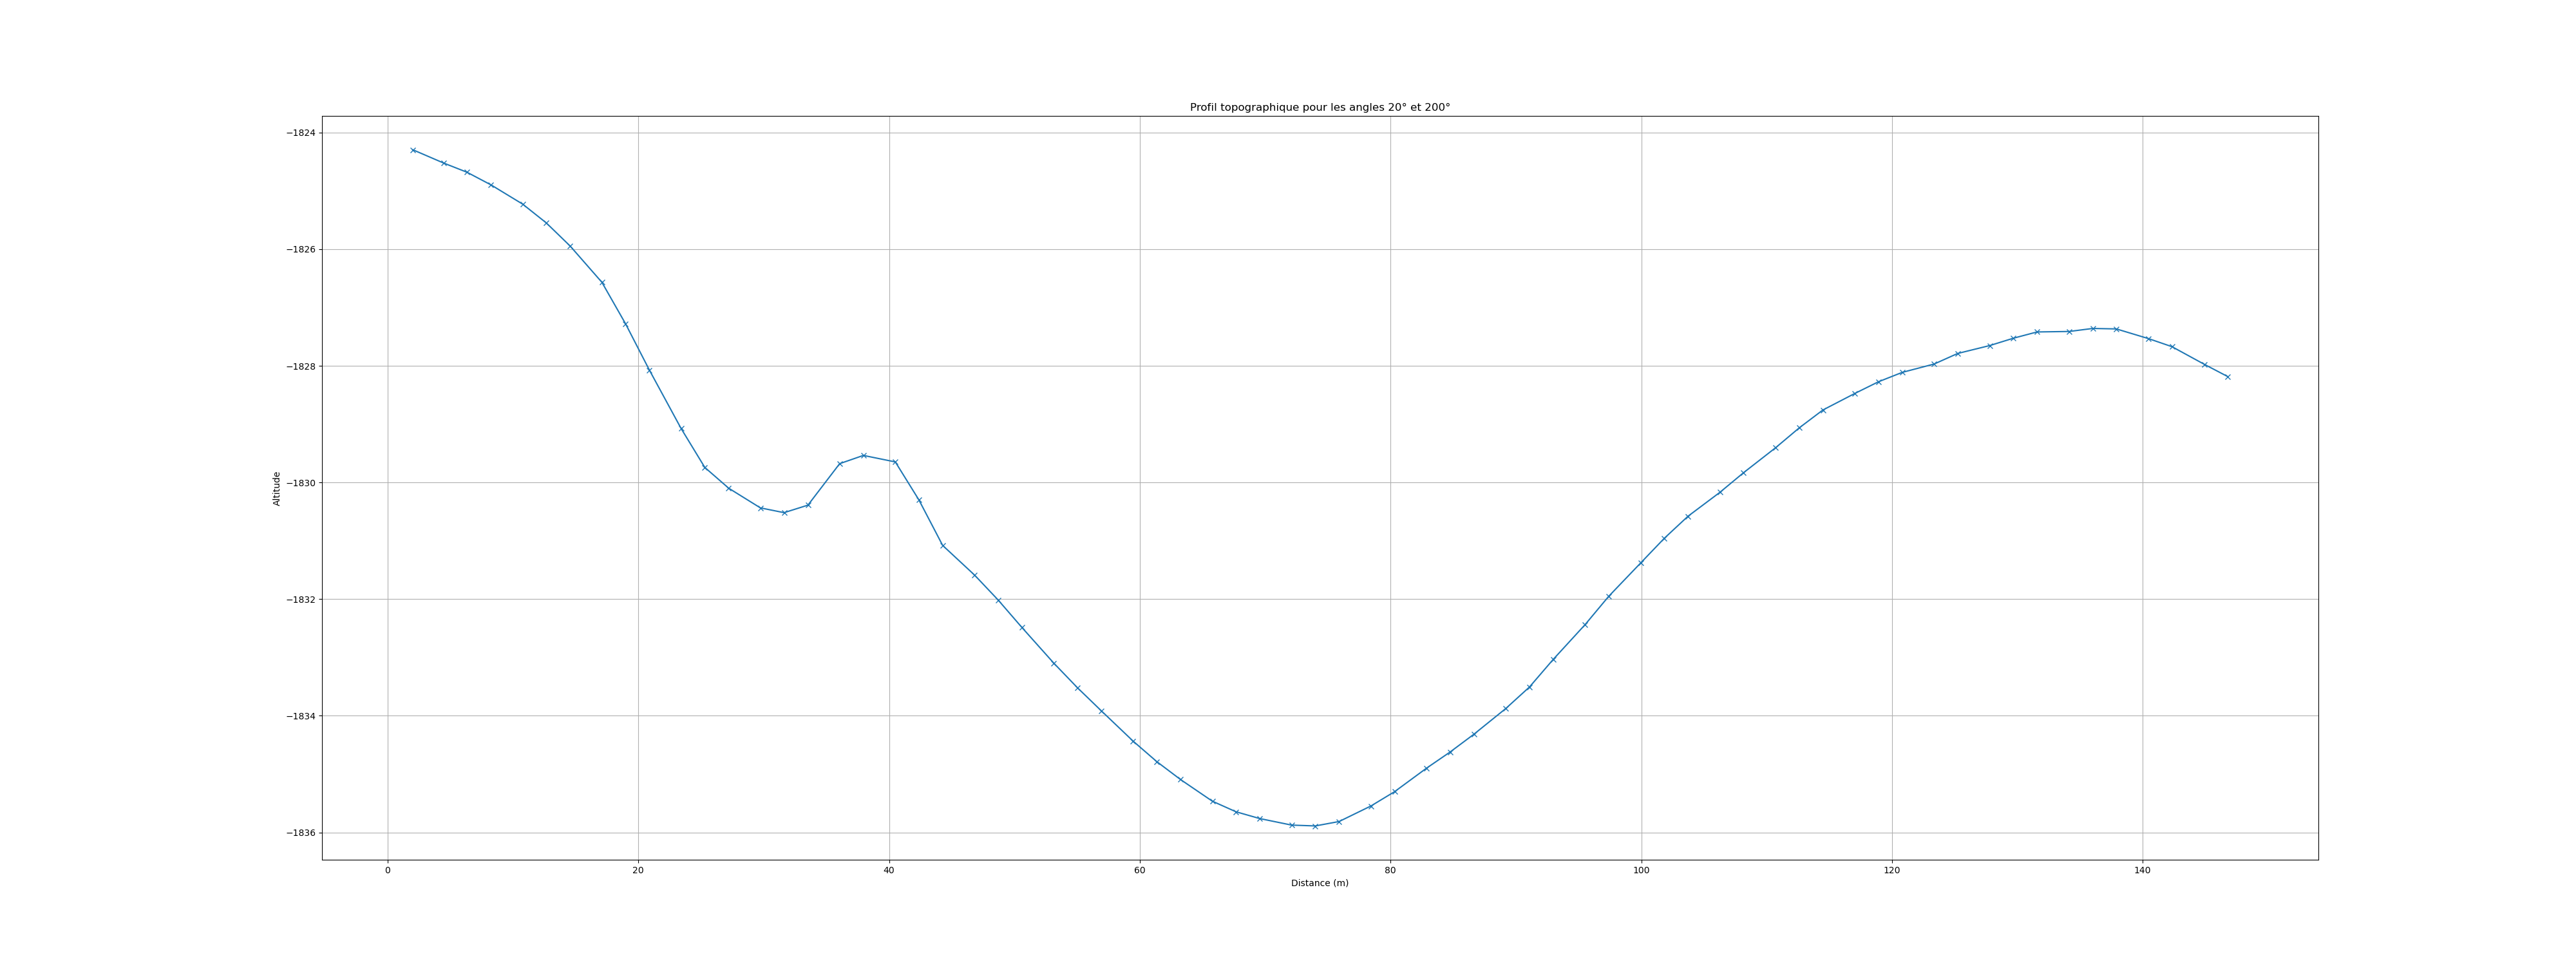 Profil topographique pour les angles 20° et 200°
−1824
−1826
−1828
−1830
−1832
−1834
−1836
Altitude
0 20 40 60 80 100 120 140
Distance (m)